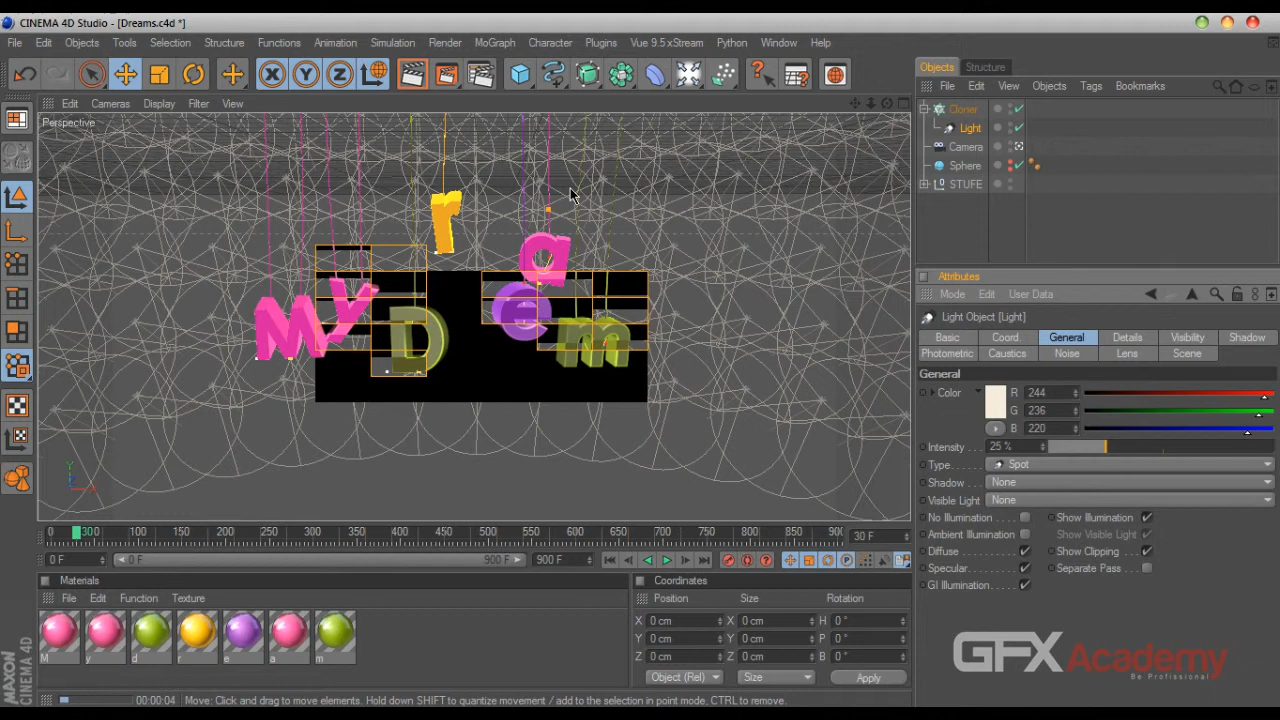 CINEMA 4D Studio - [Dreams.c4d *]
File Edit Objects Tools Selection Structure Functions Animation Simulation Render MoGraph Character Plugins Vue 9.5 xStream Python Window Help
X Y Z
Objects Structure
Edit Cameras Display Filter View
File Edit View Objects Tags Bookmarks
Perspective
Cloner
Light
Camera
Sphere
STUFE
My Dream
Attributes
Mode Edit User Data
Light Object [Light]
Basic Coord. General Details Visibility Shadow
Photometric Caustics Noise Lens Scene
General
Color R 244
G 236
B 220
Intensity 25 %
Type Spot
Shadow None
Visible Light None
No Illumination Show Illumination
Ambient Illumination Show Visible Light
Diffuse Show Clipping
Specular Separate Pass
GI Illumination
Y
X
0 300 100 150 200 250 300 350 400 450 500 550 600 650 700 750 800 850 900 30 F
0 F 0 F 900 F 900 F
Materials
File Edit Function Texture
M y d r e a m
Coordinates
Position Size Rotation
X 0 cm X 0 cm H 0 °
Y 0 cm Y 0 cm P 0 °
Z 0 cm Z 0 cm B 0 °
Object (Rel) Size Apply
GFX Academy
Be Profissional
MAXON CINEMA 4D
00:00:04 Move: Click and drag to move elements. Hold down SHIFT to quantize movement / add to the selection in point mode, CTRL to remove.